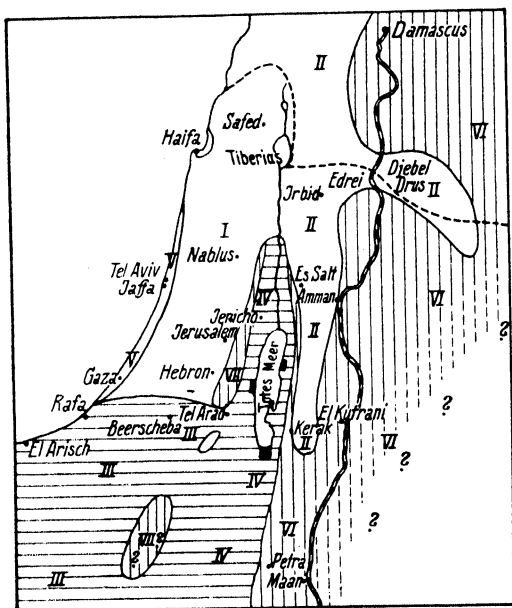 Damascus
II
Safed.
Haifa
VI
Tiberias
Djebel
Drus II
Edrei
Irbid
I
II
Nablus
V
Tel Aviv
Jaffa
Es Salt
Amman
IV
VI
Jericho
Jerusalem
?
II
V
Totes Meer
Gaza
Hebron
VII
Rafa
Tel Arad
El Kufrani
?
Beerscheba
III
Kerak
II
VI
?
El Arisch
III
IV
?
VII?
?
VI
IV
III
Petra
Maan